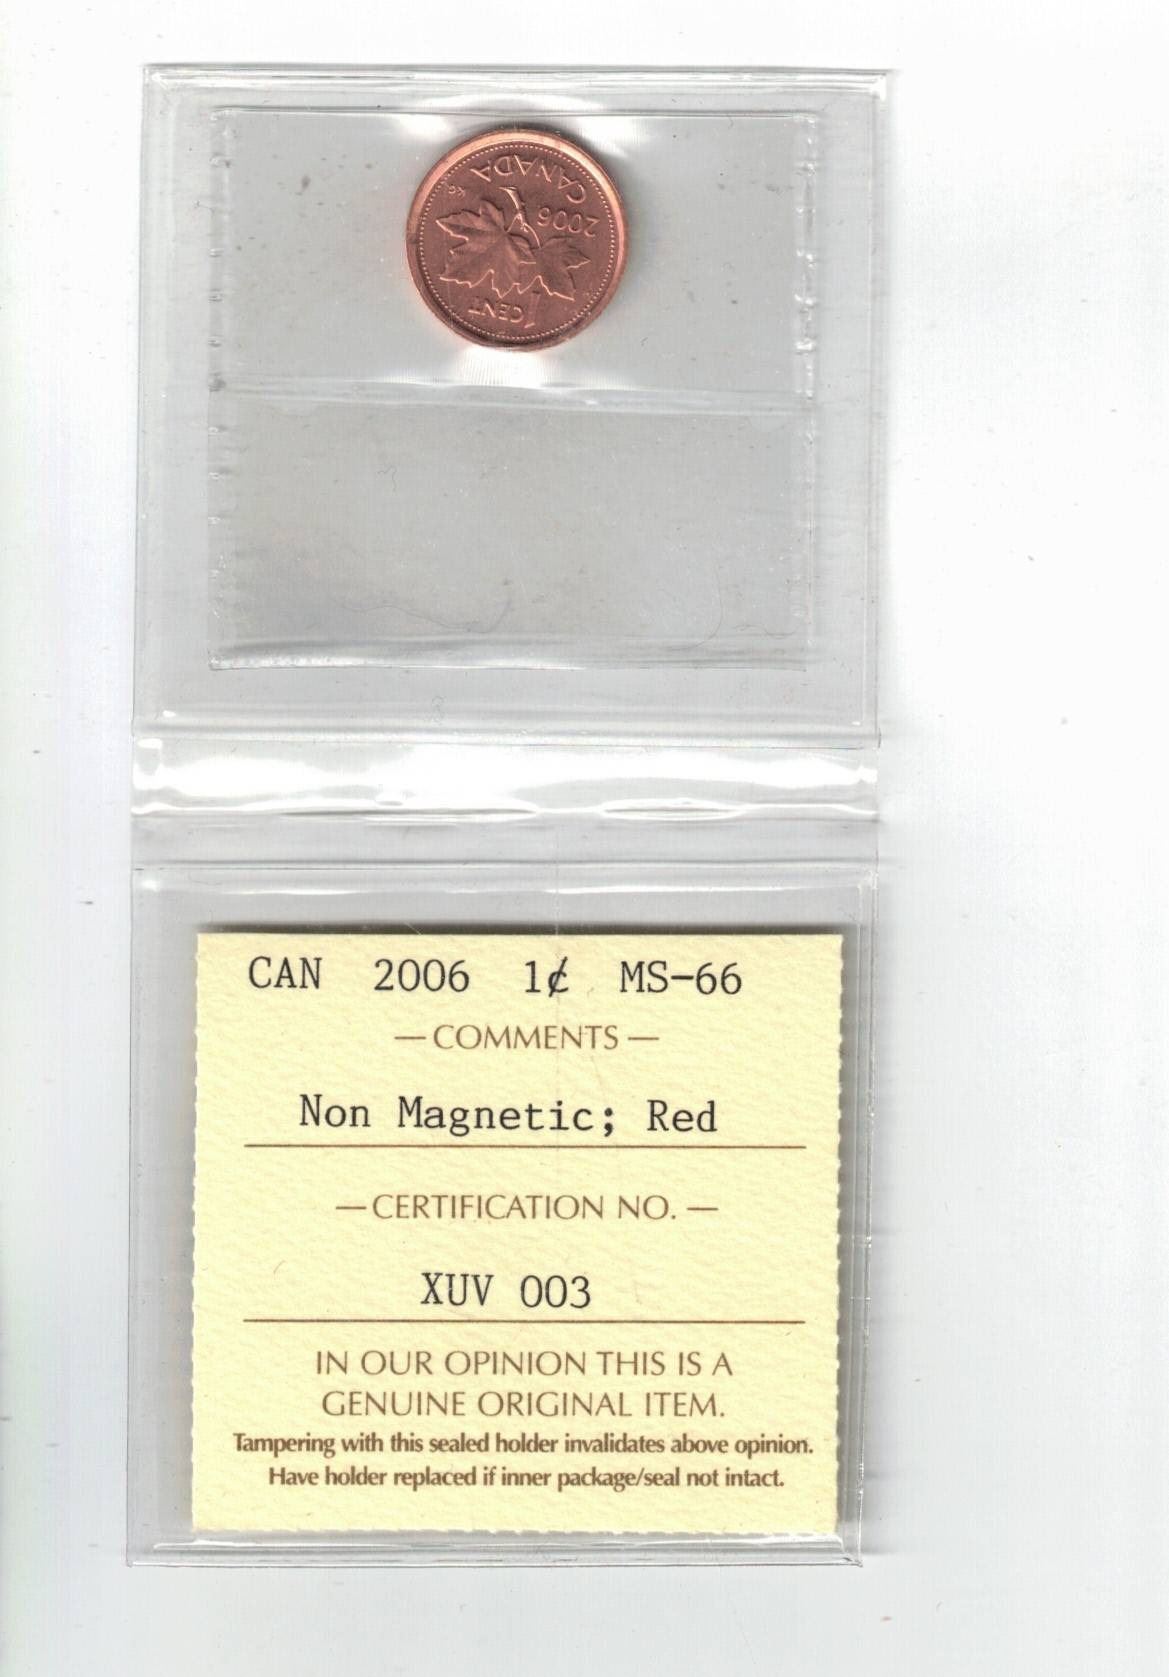 CANADA
2006
1
CENT
CAN 2006 1¢ MS-66
— COMMENTS —
Non Magnetic; Red
— CERTIFICATION NO. —
XUV 003
IN OUR OPINION THIS IS A
GENUINE ORIGINAL ITEM.
Tampering with this sealed holder invalidates above opinion.
Have holder replaced if inner package/seal not intact.